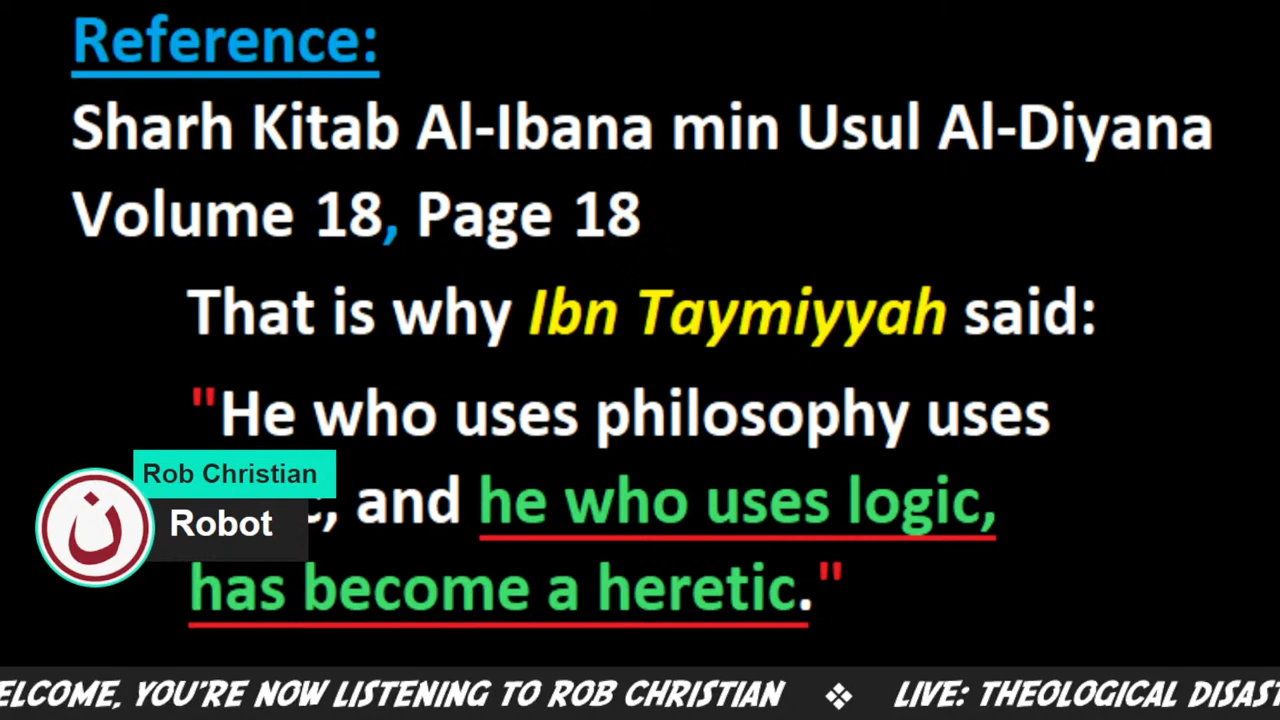 Reference:
Sharh Kitab Al-Ibana min Usul Al-Diyana
Volume 18, Page 18
That is why Ibn Taymiyyah said:
"He who uses philosophy uses
Rob Christian
Robot
, and he who uses logic,
has become a heretic."
ن
ELCOME, YOU'RE NOW LISTENING TO ROB CHRISTIAN ❖ LIVE: THEOLOGICAL DISAST